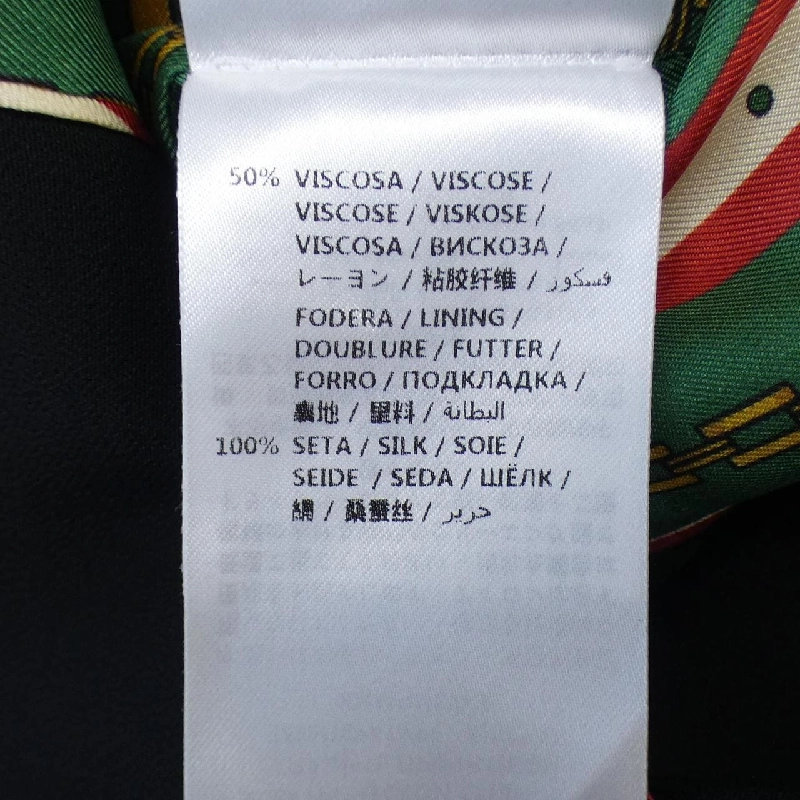 50% VISCOSA / VISCOSE /
VISCOSE / VISKOSE /
VISCOSA / ВИСКОЗА /
レーヨン / 粘胶纤维 / فسكوز
FODERA / LINING /
DOUBLURE / FUTTER /
FORRO / ПОДКЛАДКА /
裏地 / 里料 / البطانة
100% SETA / SILK / SOIE /
SEIDE / SEDA / ШЁЛК /
絹 / 桑蚕丝 / حرير